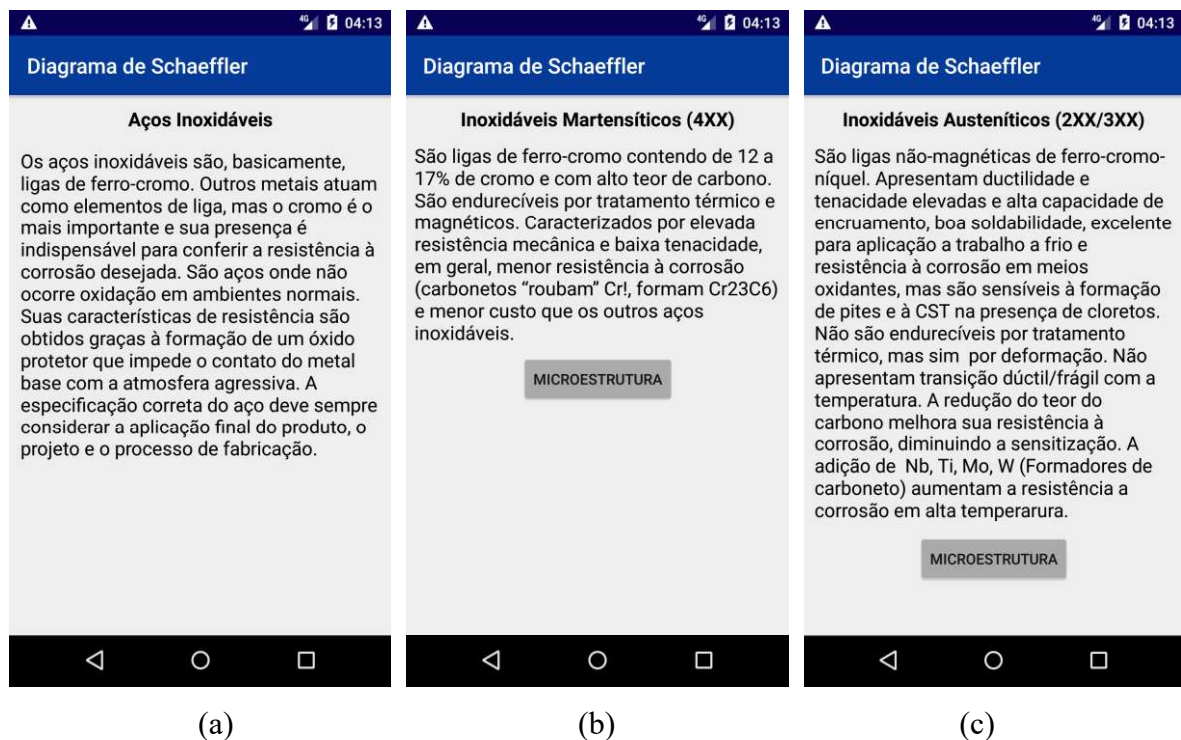 4G 04:13
Diagrama de Schaeffler
Aços Inoxidáveis
Os aços inoxidáveis são, basicamente,
ligas de ferro-cromo. Outros metais atuam
como elementos de liga, mas o cromo é o
mais importante e sua presença é
indispensável para conferir a resistência à
corrosão desejada. São aços onde não
ocorre oxidação em ambientes normais.
Suas características de resistência são
obtidos graças à formação de um óxido
protetor que impede o contato do metal
base com a atmosfera agressiva. A
especificação correta do aço deve sempre
considerar a aplicação final do produto, o
projeto e o processo de fabricação.
(a)
4G 04:13
Diagrama de Schaeffler
Inoxidáveis Martensíticos (4XX)
São ligas de ferro-cromo contendo de 12 a
17% de cromo e com alto teor de carbono.
São endurecíveis por tratamento térmico e
magnéticos. Caracterizados por elevada
resistência mecânica e baixa tenacidade,
em geral, menor resistência à corrosão
(carbonetos “roubam” Cr!, formam Cr23C6)
e menor custo que os outros aços
inoxidáveis.
MICROESTRUTURA
(b)
4G 04:13
Diagrama de Schaeffler
Inoxidáveis Austeníticos (2XX/3XX)
São ligas não-magnéticas de ferro-cromo-
níquel. Apresentam ductilidade e
tenacidade elevadas e alta capacidade de
encruamento, boa soldabilidade, excelente
para aplicação a trabalho a frio e
resistência à corrosão em meios
oxidantes, mas são sensíveis à formação
de pites e à CST na presença de cloretos.
Não são endurecíveis por tratamento
térmico, mas sim por deformação. Não
apresentam transição dúctil/frágil com a
temperatura. A redução do teor do
carbono melhora sua resistência à
corrosão, diminuindo a sensitização. A
adição de Nb, Ti, Mo, W (Formadores de
carboneto) aumentam a resistência a
corrosão em alta temperarura.
MICROESTRUTURA
(c)